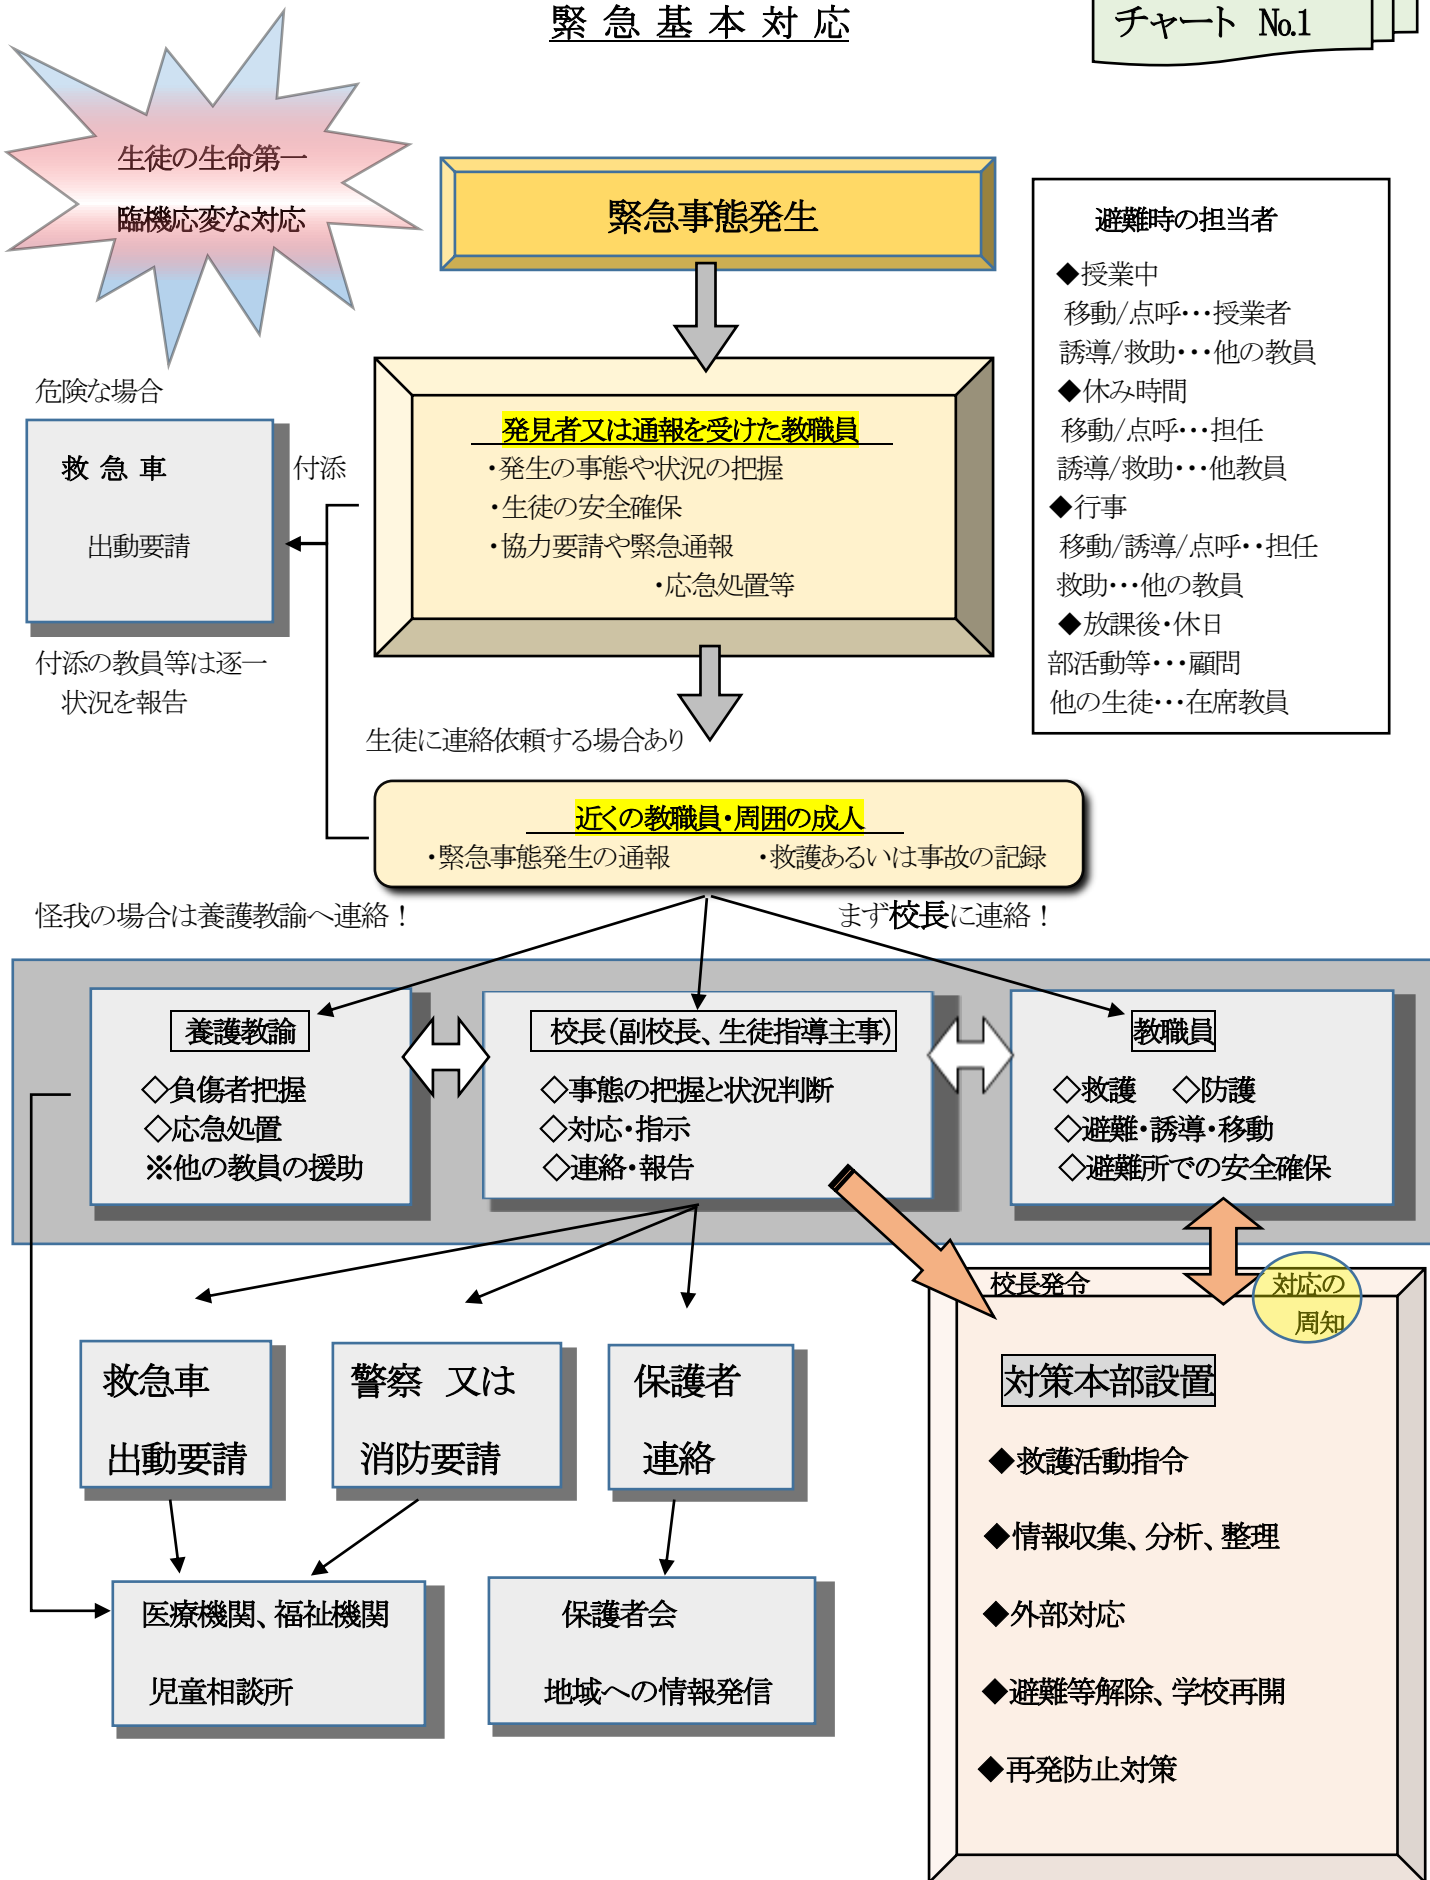 緊急基本対応
チャート No.1
生徒の生命第一
臨機応変な対応
緊急事態発生
避難時の担当者
◆授業中
移動/点呼･･･授業者
誘導/救助･･･他の教員
◆休み時間
移動/点呼･･･担任
誘導/救助･･･他教員
◆行事
移動/誘導/点呼･･担任
救助･･･他の教員
◆放課後･休日
部活動等･･･顧問
他の生徒･･･在席教員
危険な場合
救急車
出動要請
付添
付添の教員等は逐一
状況を報告
発見者又は通報を受けた教職員
･発生の事態や状況の把握
･生徒の安全確保
･協力要請や緊急通報
･応急処置等
生徒に連絡依頼する場合あり
近くの教職員･周囲の成人
･緊急事態発生の通報 ･救護あるいは事故の記録
怪我の場合は養護教諭へ連絡！
まず校長に連絡！
養護教諭
◇負傷者把握
◇応急処置
※他の教員の援助
校長(副校長、生徒指導主事)
◇事態の把握と状況判断
◇対応･指示
◇連絡･報告
教職員
◇救護 ◇防護
◇避難･誘導･移動
◇避難所での安全確保
救急車
出動要請
警察 又は
消防要請
保護者
連絡
医療機関、福祉機関
児童相談所
保護者会
地域への情報発信
校長発令
対応の
周知
対策本部設置
◆救護活動指令
◆情報収集、分析、整理
◆外部対応
◆避難等解除、学校再開
◆再発防止対策